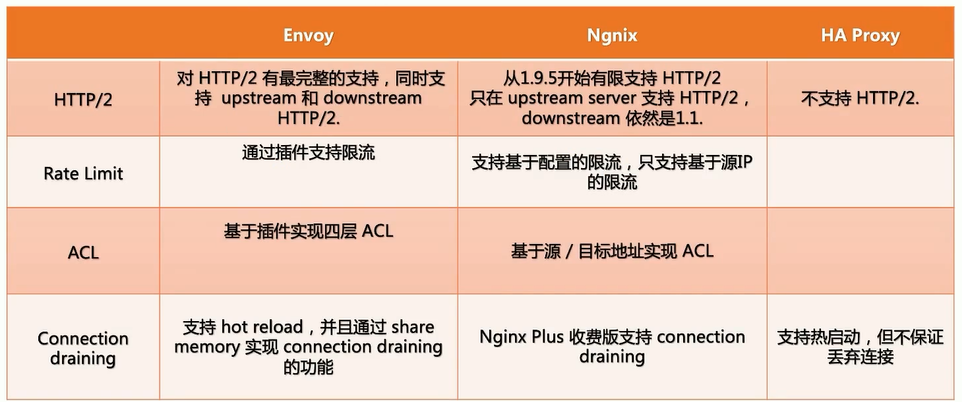 Envoy
Ngnix
HA Proxy
HTTP/2
对 HTTP/2 有最完整的支持，同时支
持 upstream 和 downstream
HTTP/2.
从1.9.5开始有限支持 HTTP/2
只在 upstream server 支持 HTTP/2，
downstream 依然是1.1.
不支持 HTTP/2.
Rate Limit
通过插件支持限流
支持基于配置的限流，只支持基于源IP
的限流
ACL
基于插件实现四层 ACL
基于源 / 目标地址实现 ACL
Connection
draining
支持 hot reload，并且通过 share
memory 实现 connection draining
的功能
Nginx Plus 收费版支持 connection
draining
支持热启动，但不保证
丢弃连接